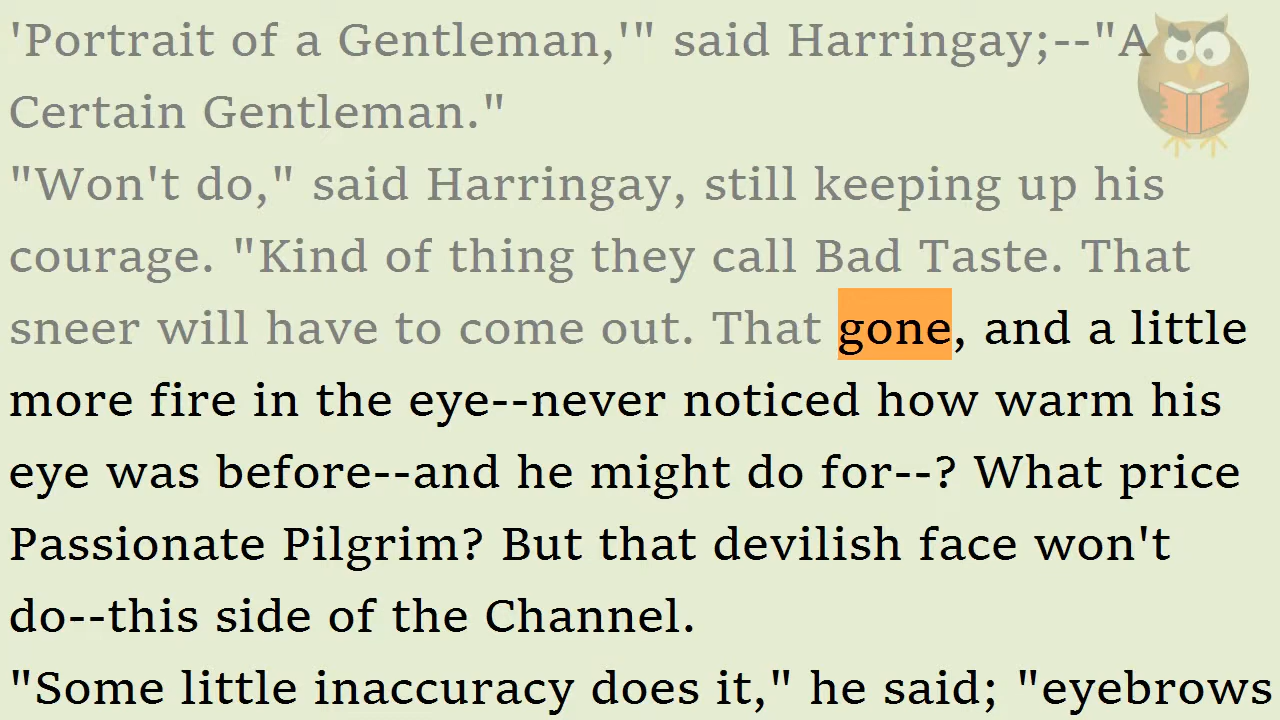 'Portrait of a Gentleman,'" said Harringay;--"A
Certain Gentleman."
"Won't do," said Harringay, still keeping up his
courage. "Kind of thing they call Bad Taste. That
sneer will have to come out. That gone, and a little
more fire in the eye--never noticed how warm his
eye was before--and he might do for--? What price
Passionate Pilgrim? But that devilish face won't
do--this side of the Channel.
"Some little inaccuracy does it," he said; "eyebrows